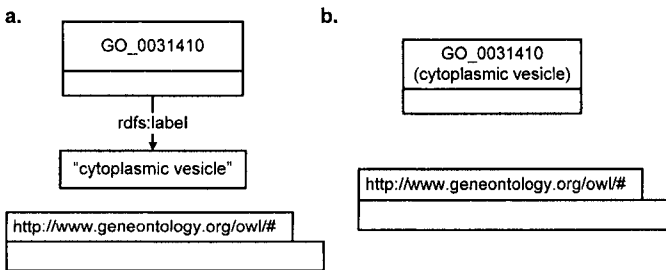 a.
GO_0031410
rdfs:label
"cytoplasmic vesicle"
http://www.geneontology.org/owl/#
b.
GO_0031410
(cytoplasmic vesicle)
http://www.geneontology.org/owl/#